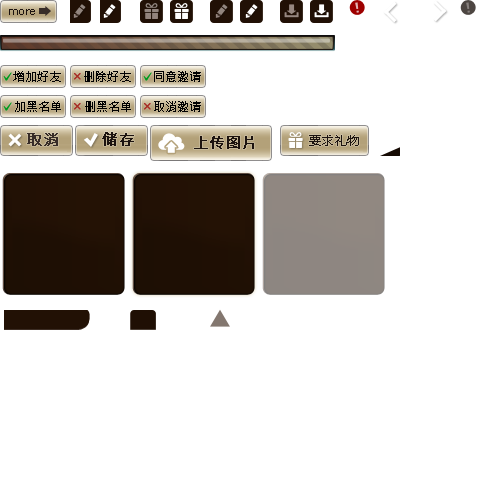 more
增加好友 刪除好友 同意邀请
加黑名单 删黑名单 取消邀请
取消 储存 上传图片 要求礼物